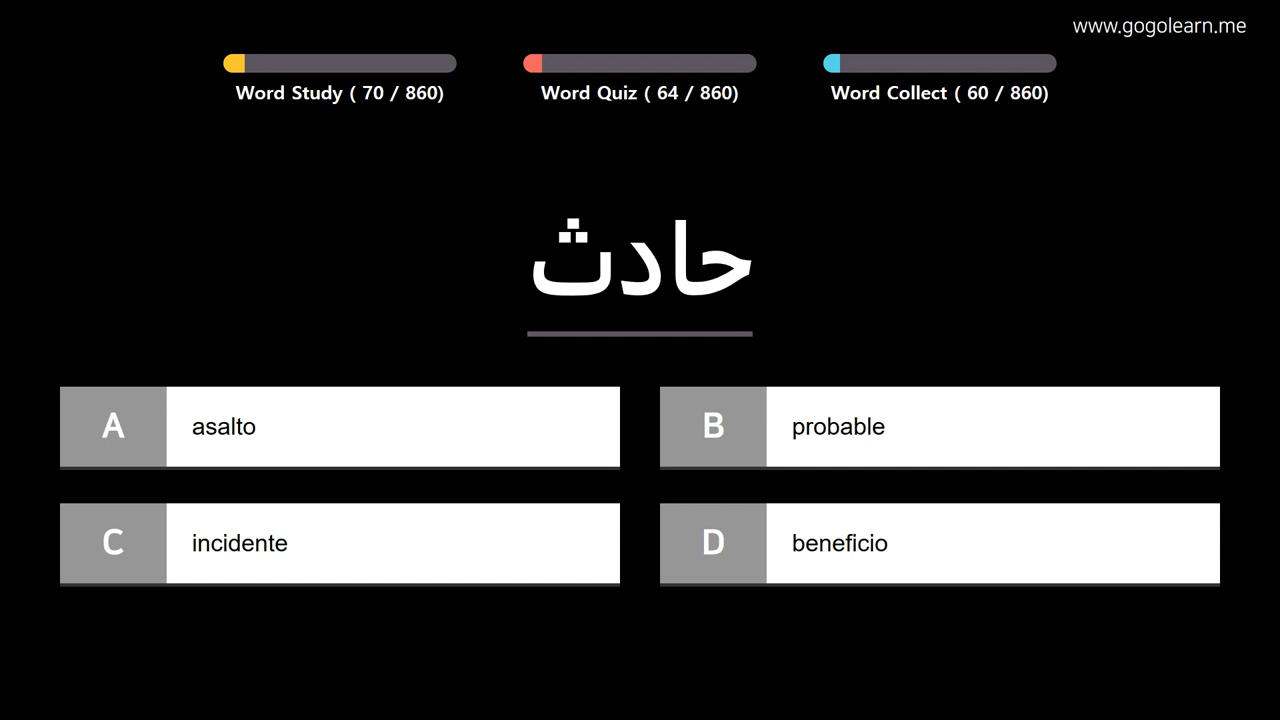 www.gogolearn.me
Word Study ( 70 / 860)
Word Quiz ( 64 / 860)
Word Collect ( 60 / 860)
حادث
A asalto
B probable
C incidente
D beneficio